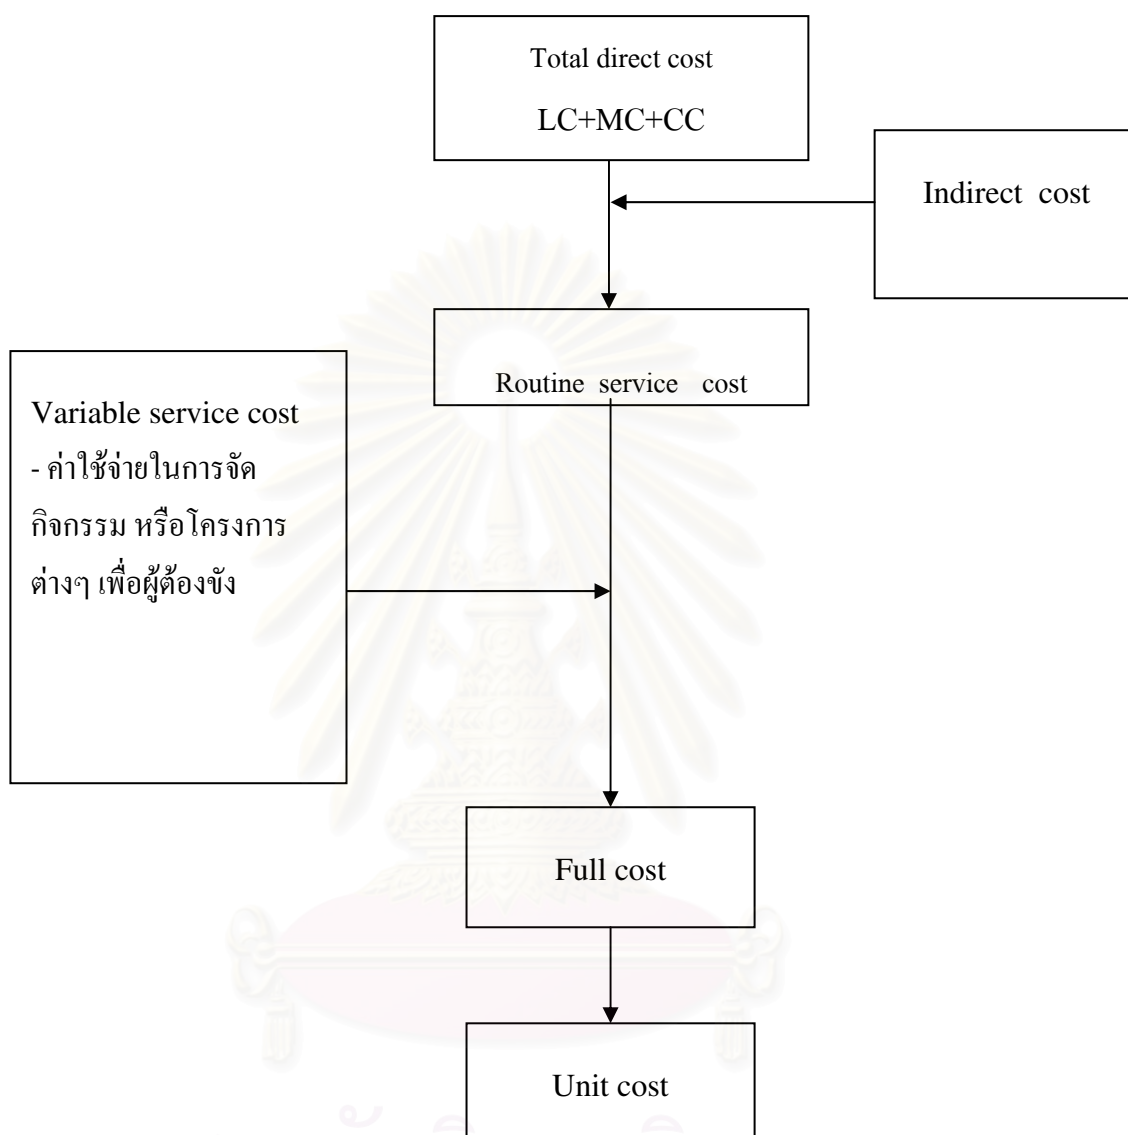 Total direct cost
LC+MC+CC
Indirect cost
Routine service cost
Variable service cost
- ค่าใช้จ่ายในการจัด
กิจกรรม หรือโครงการ
ต่างๆ เพื่อผู้ต้องขัง
Full cost
Unit cost